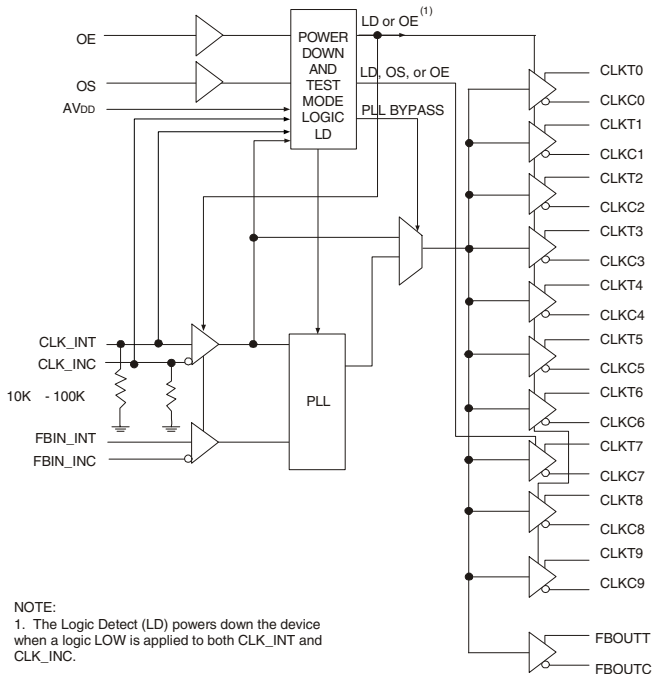 OE
OS
AVDD
POWER
DOWN
AND
TEST
MODE
LOGIC
LD
LD or OE (1)
LD, OS, or OE
PLL BYPASS
CLK_INT
CLK_INC
10K - 100K
FBIN_INT
FBIN_INC
PLL
CLKT0
CLKC0
CLKT1
CLKC1
CLKT2
CLKC2
CLKT3
CLKC3
CLKT4
CLKC4
CLKT5
CLKC5
CLKT6
CLKC6
CLKT7
CLKC7
CLKT8
CLKC8
CLKT9
CLKC9
FBOUTT
FBOUTC
NOTE:
1. The Logic Detect (LD) powers down the device
when a logic LOW is applied to both CLK_INT and
CLK_INC.